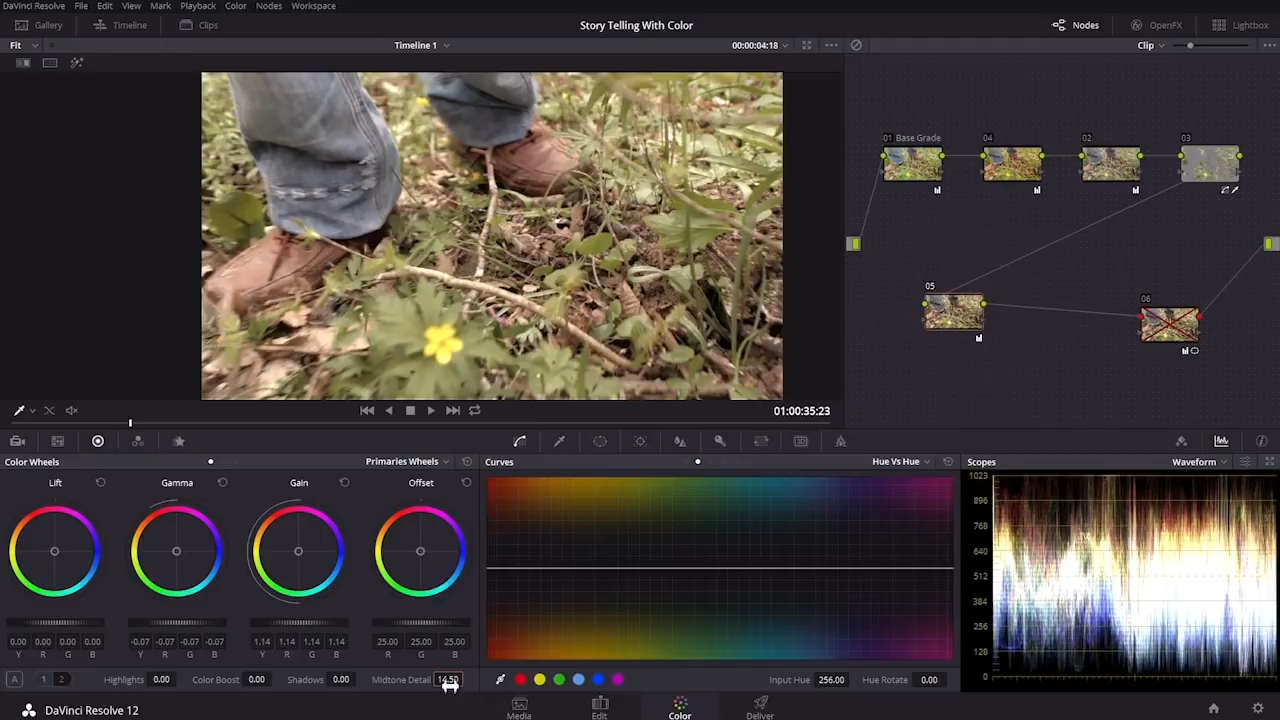 DaVinci Resolve File Edit View Mark Playback Color Nodes Workspace
Gallery Timeline Clips Story Telling With Color Nodes OpenFX Lightbox
Fit Timeline 1 00:00:04:18 Clip
01 Base Grade 04 02 03
05 06
01:00:35:23
Color Wheels Primaries Wheels Curves Hue Vs Hue Scopes Waveform
Lift Gamma Gain Offset
1023
896
768
640
512
384
256
128
0
0.00 0.00 0.00 0.00 -0.07 -0.07 -0.07 -0.07 1.14 1.14 1.14 1.14 25.00 25.00 25.00
Y R G B Y R G B Y R G B R G B
A 1 2 Highlights 0.00 Color Boost 0.00 Shadows 0.00 Midtone Detail Input Hue 256.00 Hue Rotate 0.00
DaVinci Resolve 12 Media Edit Color Deliver